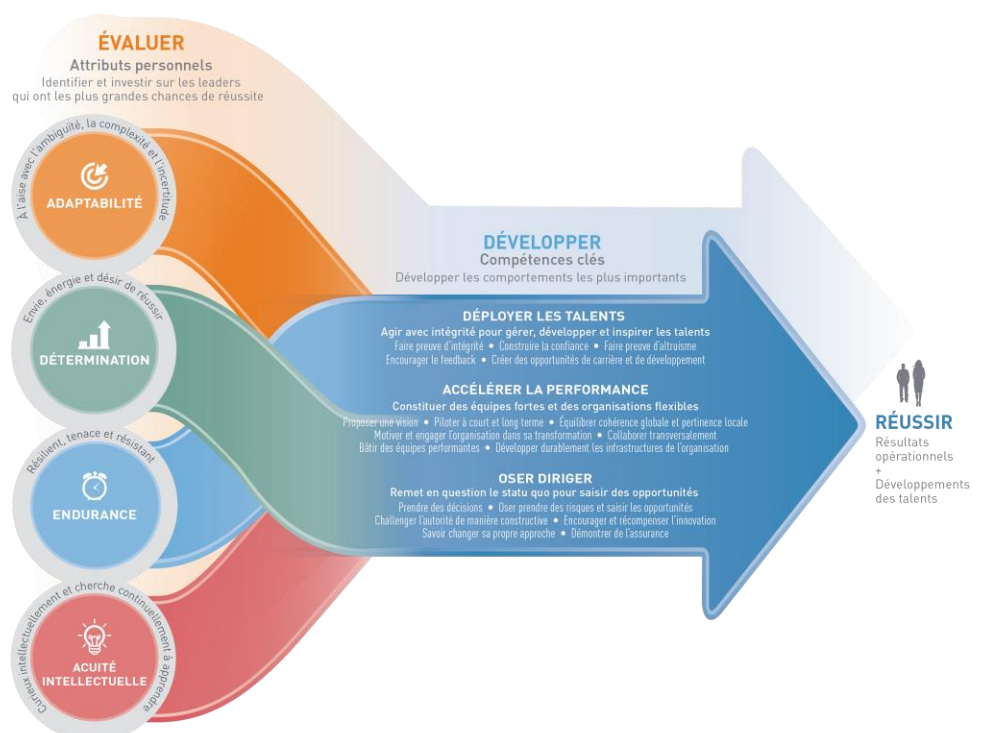 ÉVALUER
Attributs personnels
Identifier et investir sur les leaders
qui ont les plus grandes chances de réussite
À l'aise avec l'ambiguïté, la complexité et l'incertitude
ADAPTABILITÉ
Envie, énergie et désir de réussir
DÉTERMINATION
Résilient, tenace et résistant
ENDURANCE
Curieux intellectuellement et cherche continuellement à apprendre
ACUITÉ
INTELLECTUELLE
DÉVELOPPER
Compétences clés
Développer les comportements les plus importants
DÉPLOYER LES TALENTS
Agir avec intégrité pour gérer, développer et inspirer les talents
Faire preuve d'intégrité • Construire la confiance • Faire preuve d'altruisme
Encourager le feedback • Créer des opportunités de carrière et de développement
ACCÉLÉRER LA PERFORMANCE
Constituer des équipes fortes et des organisations flexibles
Proposer une vision • Piloter à court et long terme • Équilibrer cohérence globale et pertinence locale
Motiver et engager l'organisation dans sa transformation • Collaborer transversalement
Bâtir des équipes performantes • Développer durablement les infrastructures de l'organisation
OSER DIRIGER
Remet en question le statu quo pour saisir des opportunités
Prendre des décisions • Oser prendre des risques et saisir les opportunités
Challenger l'autorité de manière constructive • Encourager et récompenser l'innovation
Savoir changer sa propre approche • Démontrer de l'assurance
RÉUSSIR
Résultats
opérationnels
+
Développements
des talents